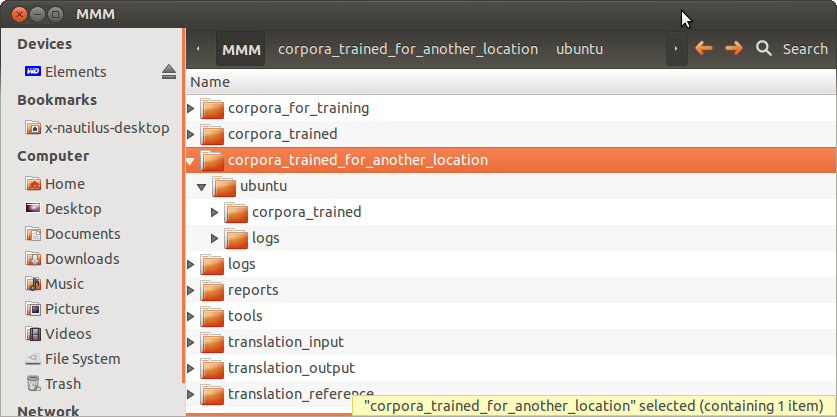 MMM
Devices
Elements
Bookmarks
x-nautilus-desktop
Computer
Home
Desktop
Documents
Downloads
Music
Pictures
Videos
File System
Trash
Network
MMM corpora_trained_for_another_location ubuntu Search
Name
corpora_for_training
corpora_trained
corpora_trained_for_another_location
ubuntu
corpora_trained
logs
logs
reports
tools
translation_input
translation_output
translation_reference
"corpora_trained_for_another_location" selected (containing 1 item)